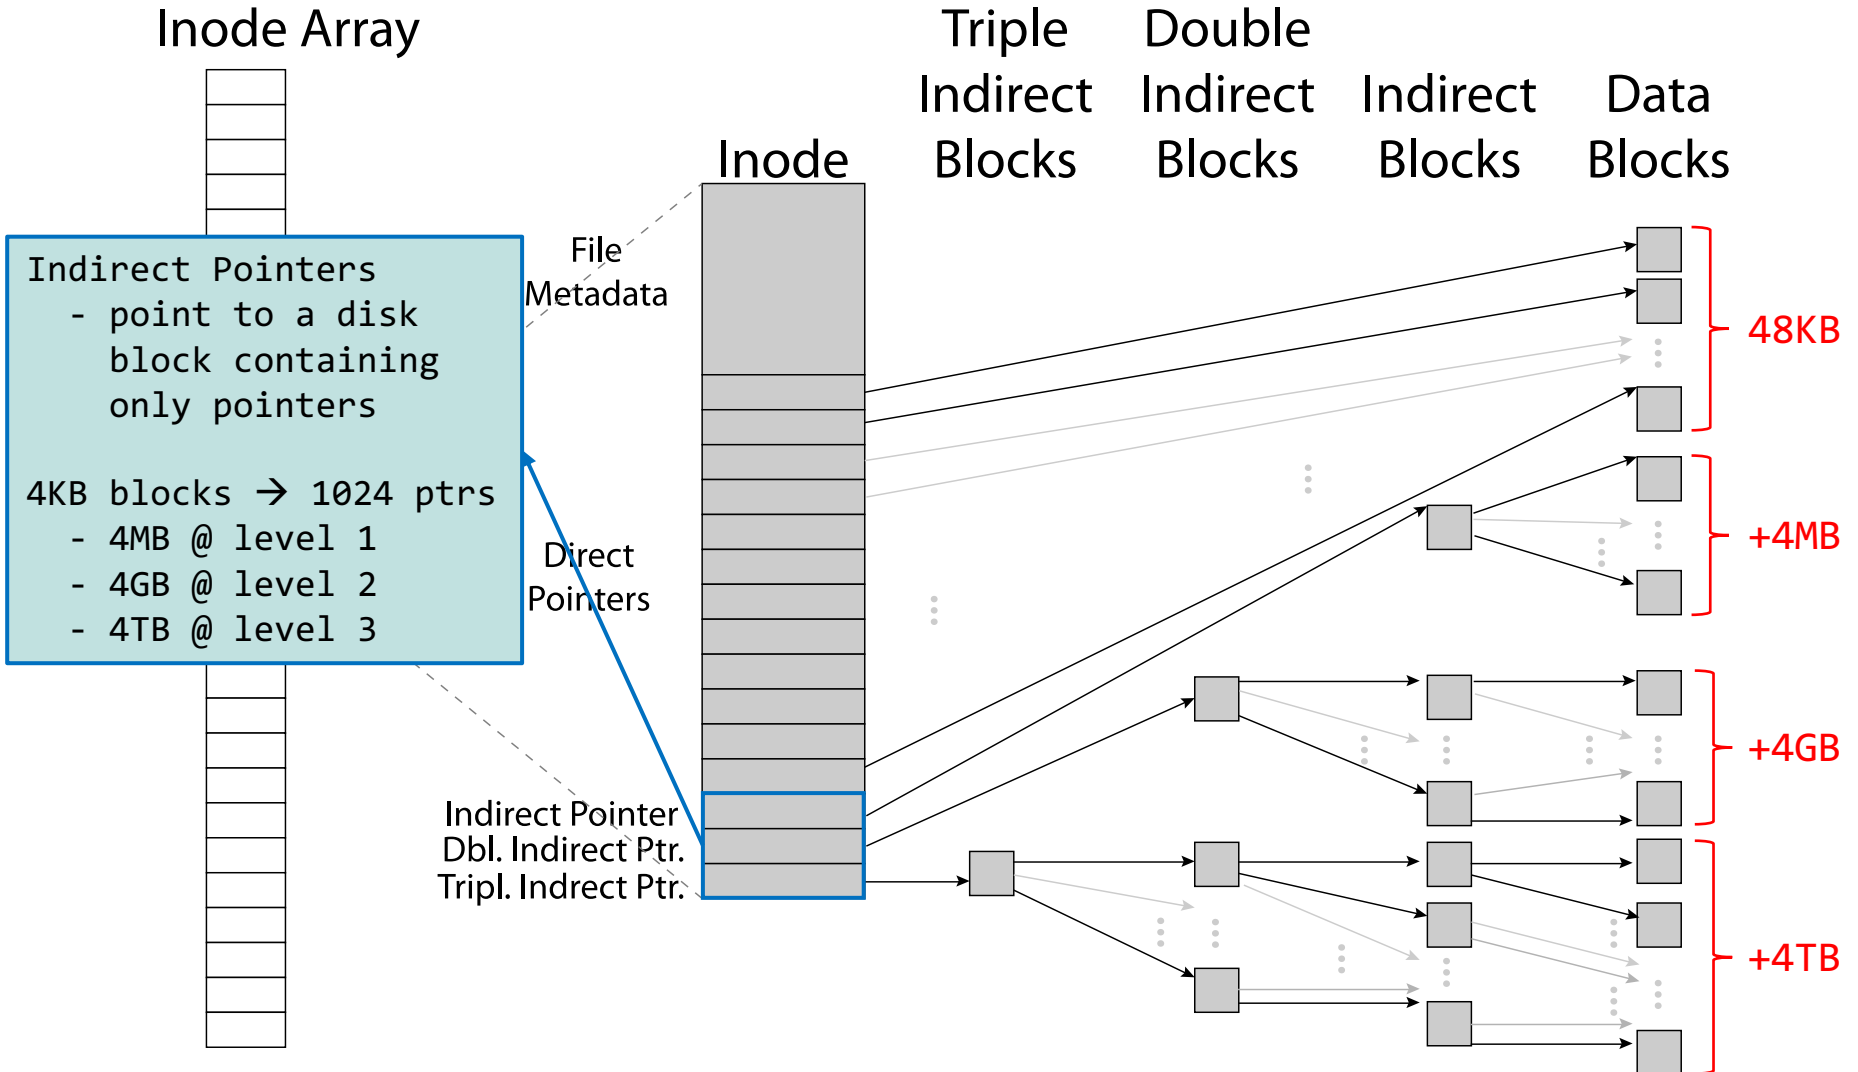 Inode Array
Indirect Pointers
- point to a disk
block containing
only pointers
4KB blocks → 1024 ptrs
- 4MB @ level 1
- 4GB @ level 2
- 4TB @ level 3
File
Metadata
Direct
Pointers
Indirect Pointer
Dbl. Indirect Ptr.
Tripl. Indrect Ptr.
Inode
Triple
Indirect
Blocks
Double
Indirect
Blocks
Indirect
Blocks
Data
Blocks
48KB
+4MB
+4GB
+4TB